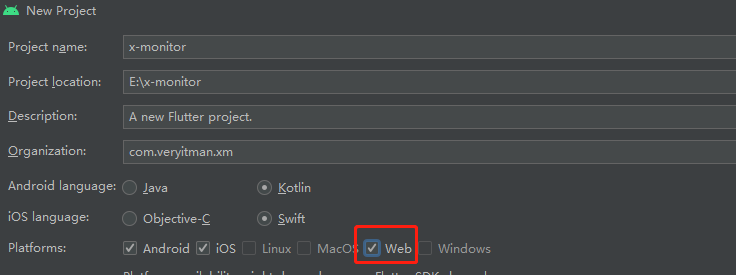 New Project
Project name: x-monitor
Project location: E:\x-monitor
Description: A new Flutter project.
Organization: com.veryitman.xm
Android language: Java Kotlin
iOS language: Objective-C Swift
Platforms: Android iOS Linux MacOS Web Windows